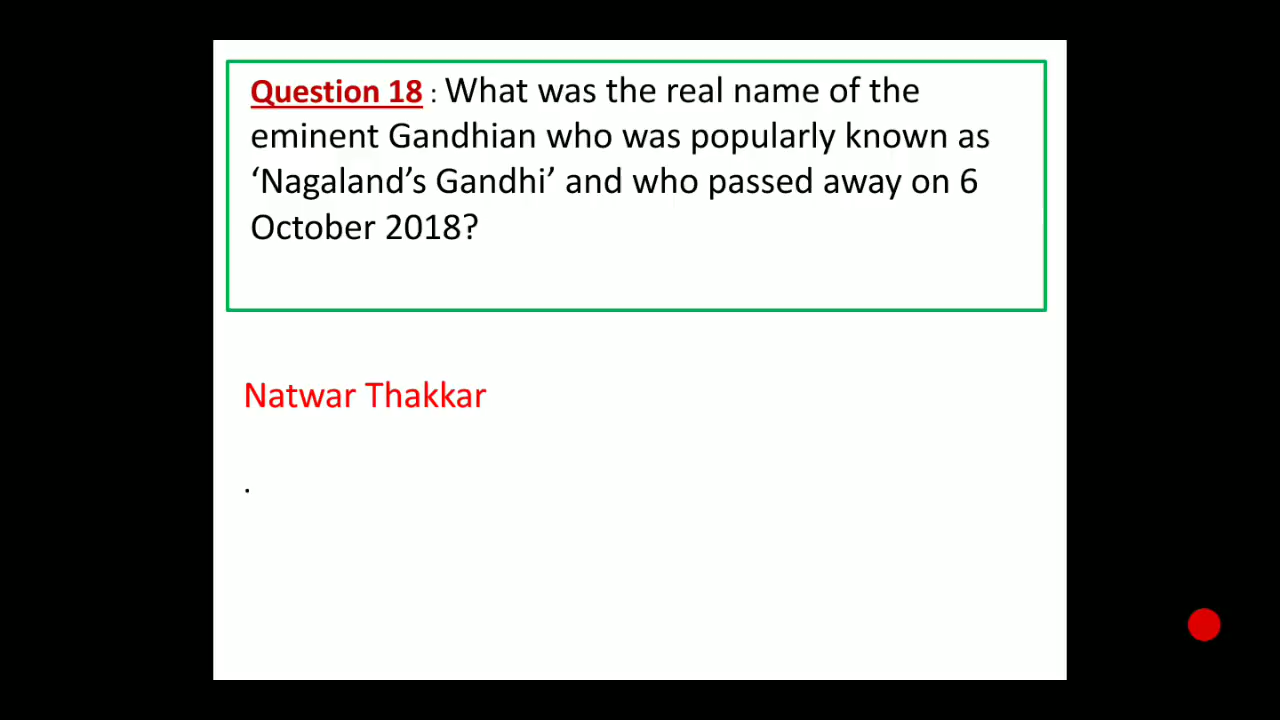 Question 18 : What was the real name of the
eminent Gandhian who was popularly known as
‘Nagaland’s Gandhi’ and who passed away on 6
October 2018?
Natwar Thakkar
.